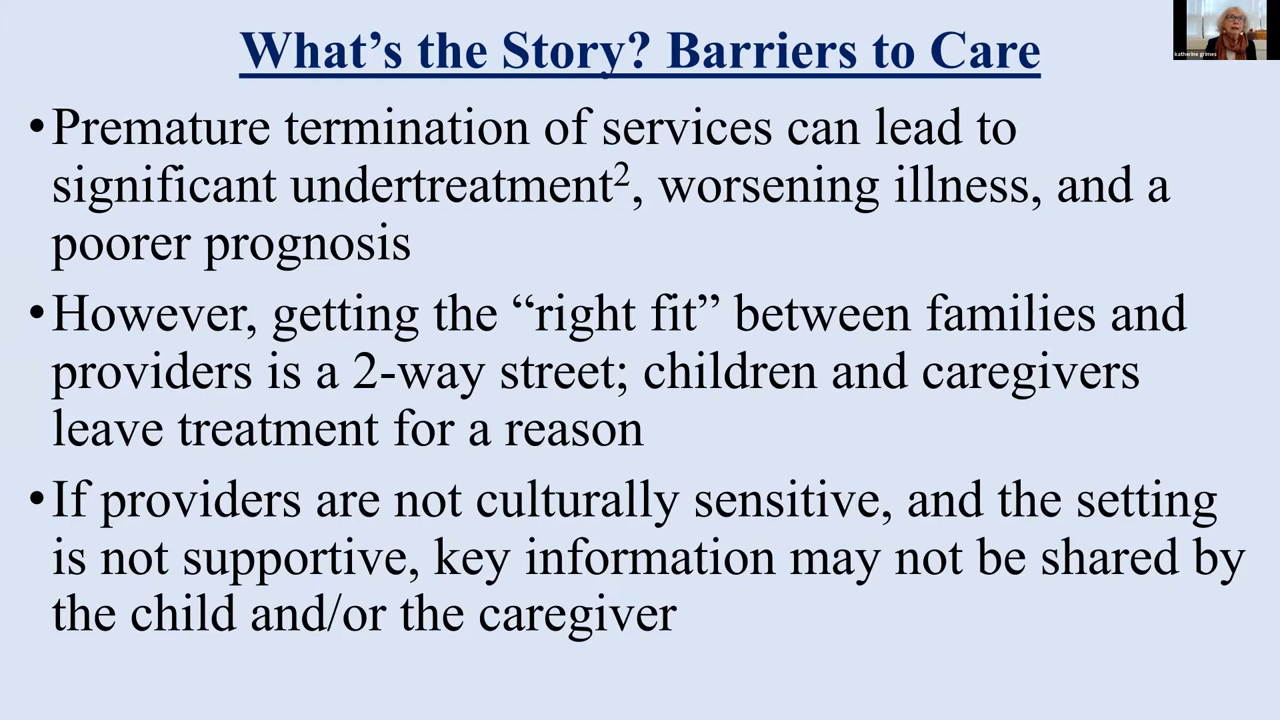 What’s the Story? Barriers to Care
katherine grimes
•Premature termination of services can lead to
significant undertreatment², worsening illness, and a
poorer prognosis
•However, getting the “right fit” between families and
providers is a 2-way street; children and caregivers
leave treatment for a reason
•If providers are not culturally sensitive, and the setting
is not supportive, key information may not be shared by
the child and/or the caregiver